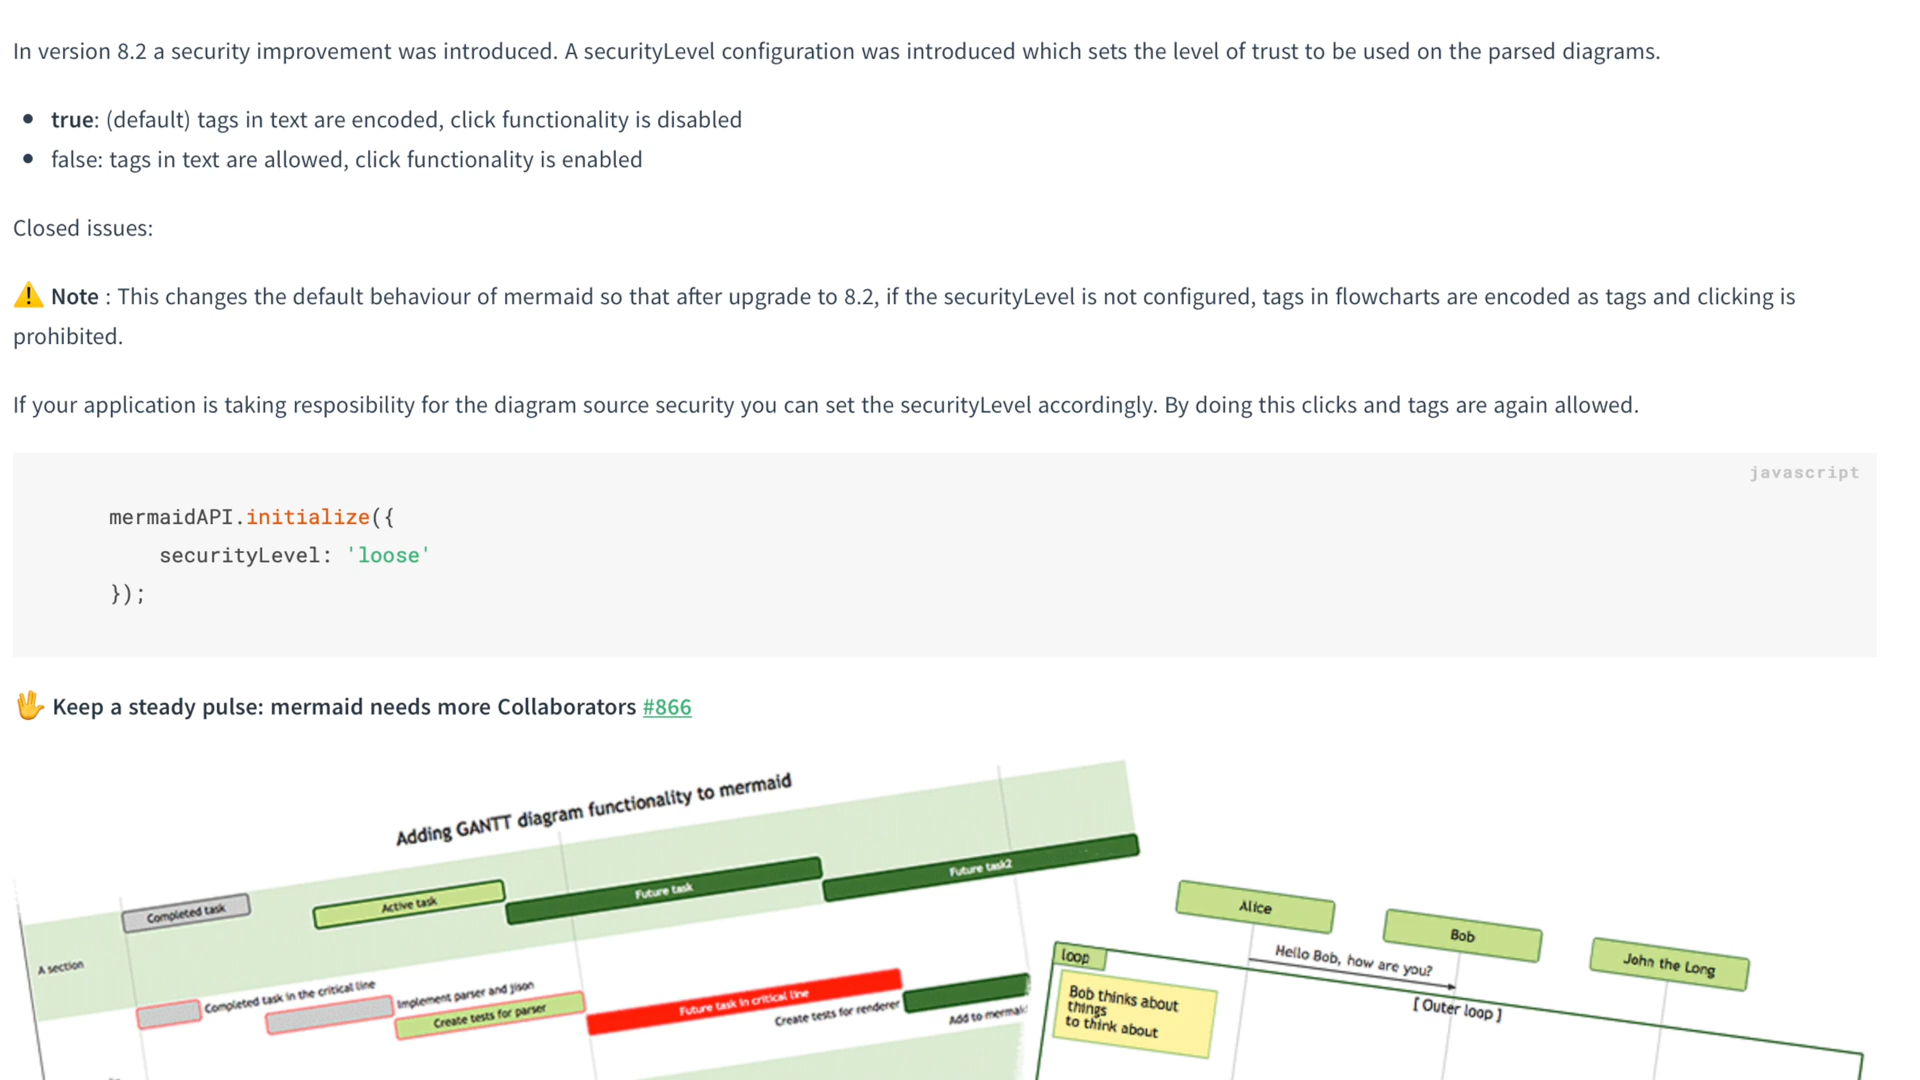 In version 8.2 a security improvement was introduced. A securityLevel configuration was introduced which sets the level of trust to be used on the parsed diagrams.
true: (default) tags in text are encoded, click functionality is disabled
false: tags in text are allowed, click functionality is enabled
Closed issues:
⚠️ Note : This changes the default behaviour of mermaid so that after upgrade to 8.2, if the securityLevel is not configured, tags in flowcharts are encoded as tags and clicking is
prohibited.
If your application is taking resposibility for the diagram source security you can set the securityLevel accordingly. By doing this clicks and tags are again allowed.
javascript
mermaidAPI.initialize({
securityLevel: 'loose'
});
🖖 Keep a steady pulse: mermaid needs more Collaborators #866
Adding GANTT diagram functionality to mermaid
Completed task
Active task
Future task
Future task2
A section
Completed task in the critical line
Implement parser and jison
Create tests for parser
Future task in critical line
Create tests for renderer
Add to mermaid
Alice
Bob
John the Long
loop
Hello Bob, how are you?
[ Outer loop ]
Bob thinks about
things
to think about